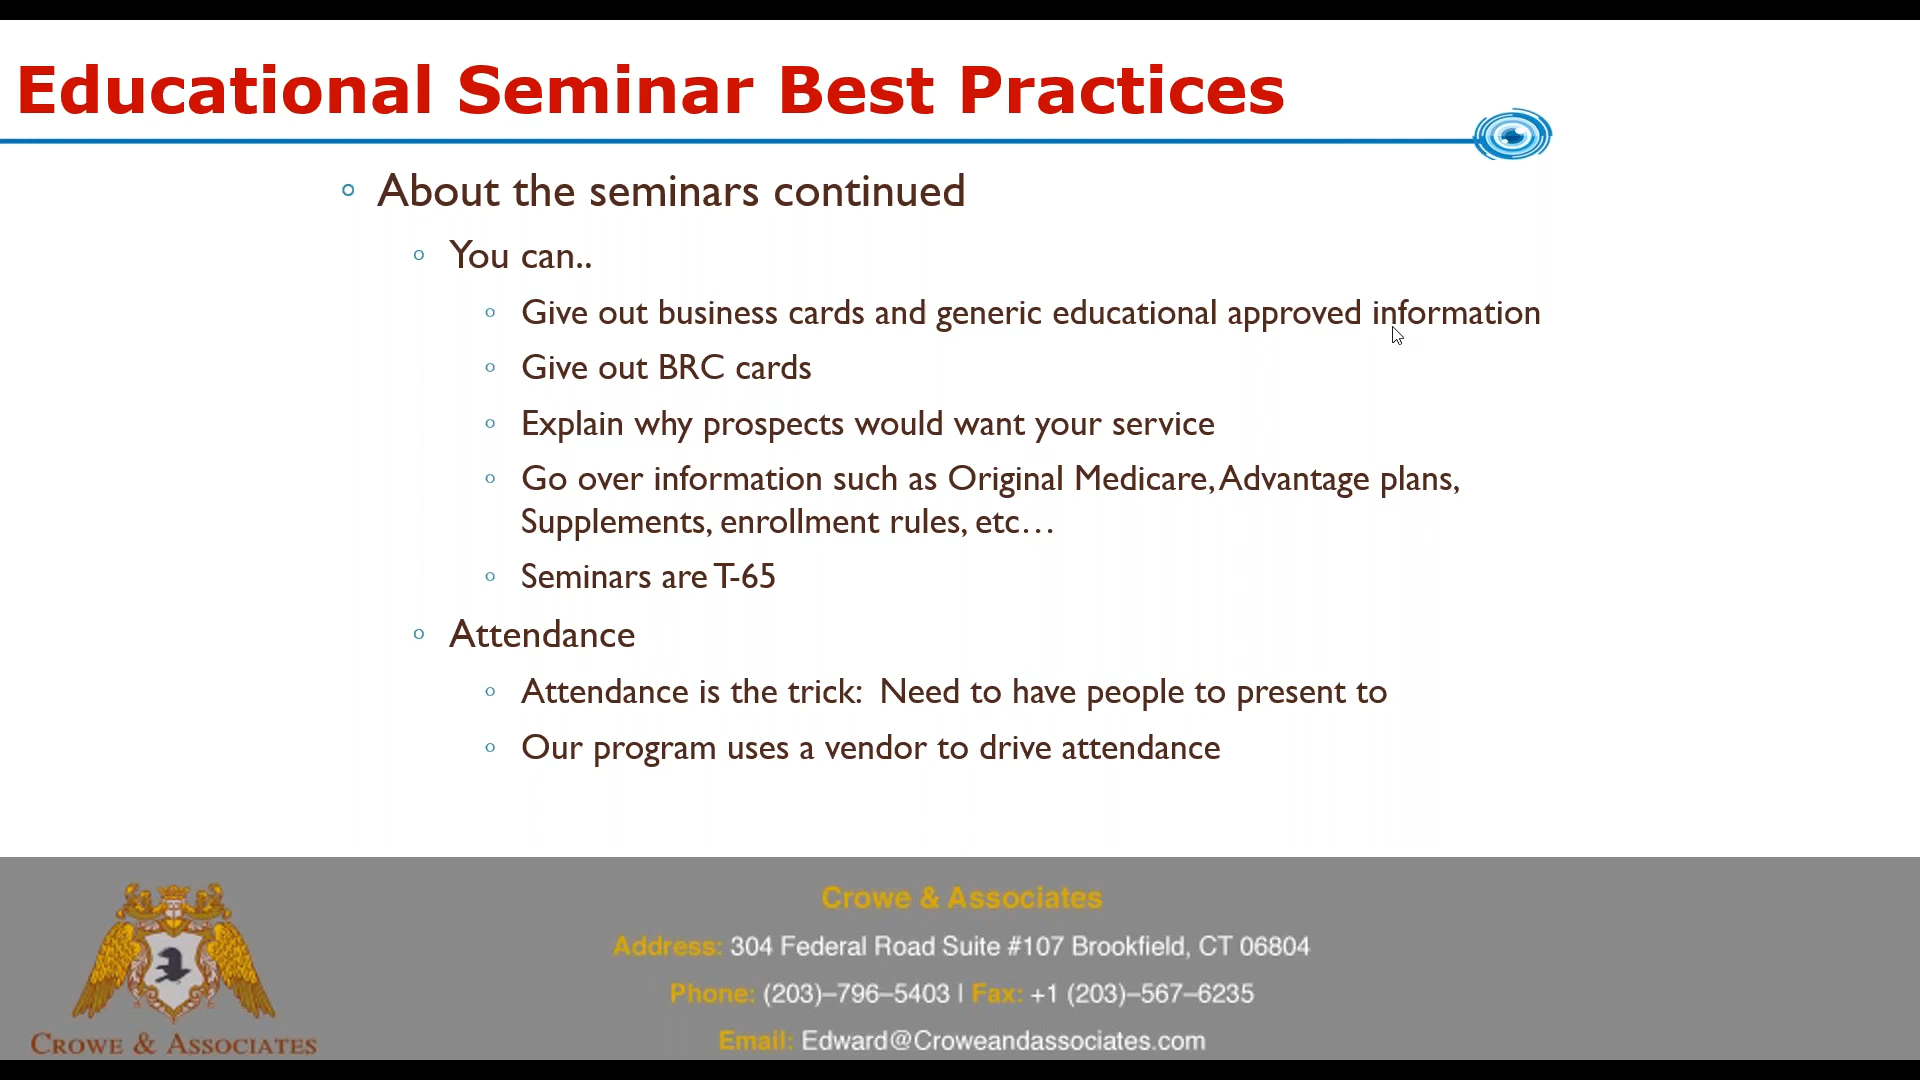 Educational Seminar Best Practices
About the seminars continued
You can..
Give out business cards and generic educational approved information
Give out BRC cards
Explain why prospects would want your service
Go over information such as Original Medicare, Advantage plans,
Supplements, enrollment rules, etc…
Seminars are T-65
Attendance
Attendance is the trick:  Need to have people to present to
Our program uses a vendor to drive attendance
Crowe & Associates
Address: 304 Federal Road Suite #107 Brookfield, CT 06804
Phone: (203)–796–5403 | Fax: +1 (203)–567–6235
Email: Edward@Croweandassociates.com
CROWE & ASSOCIATES